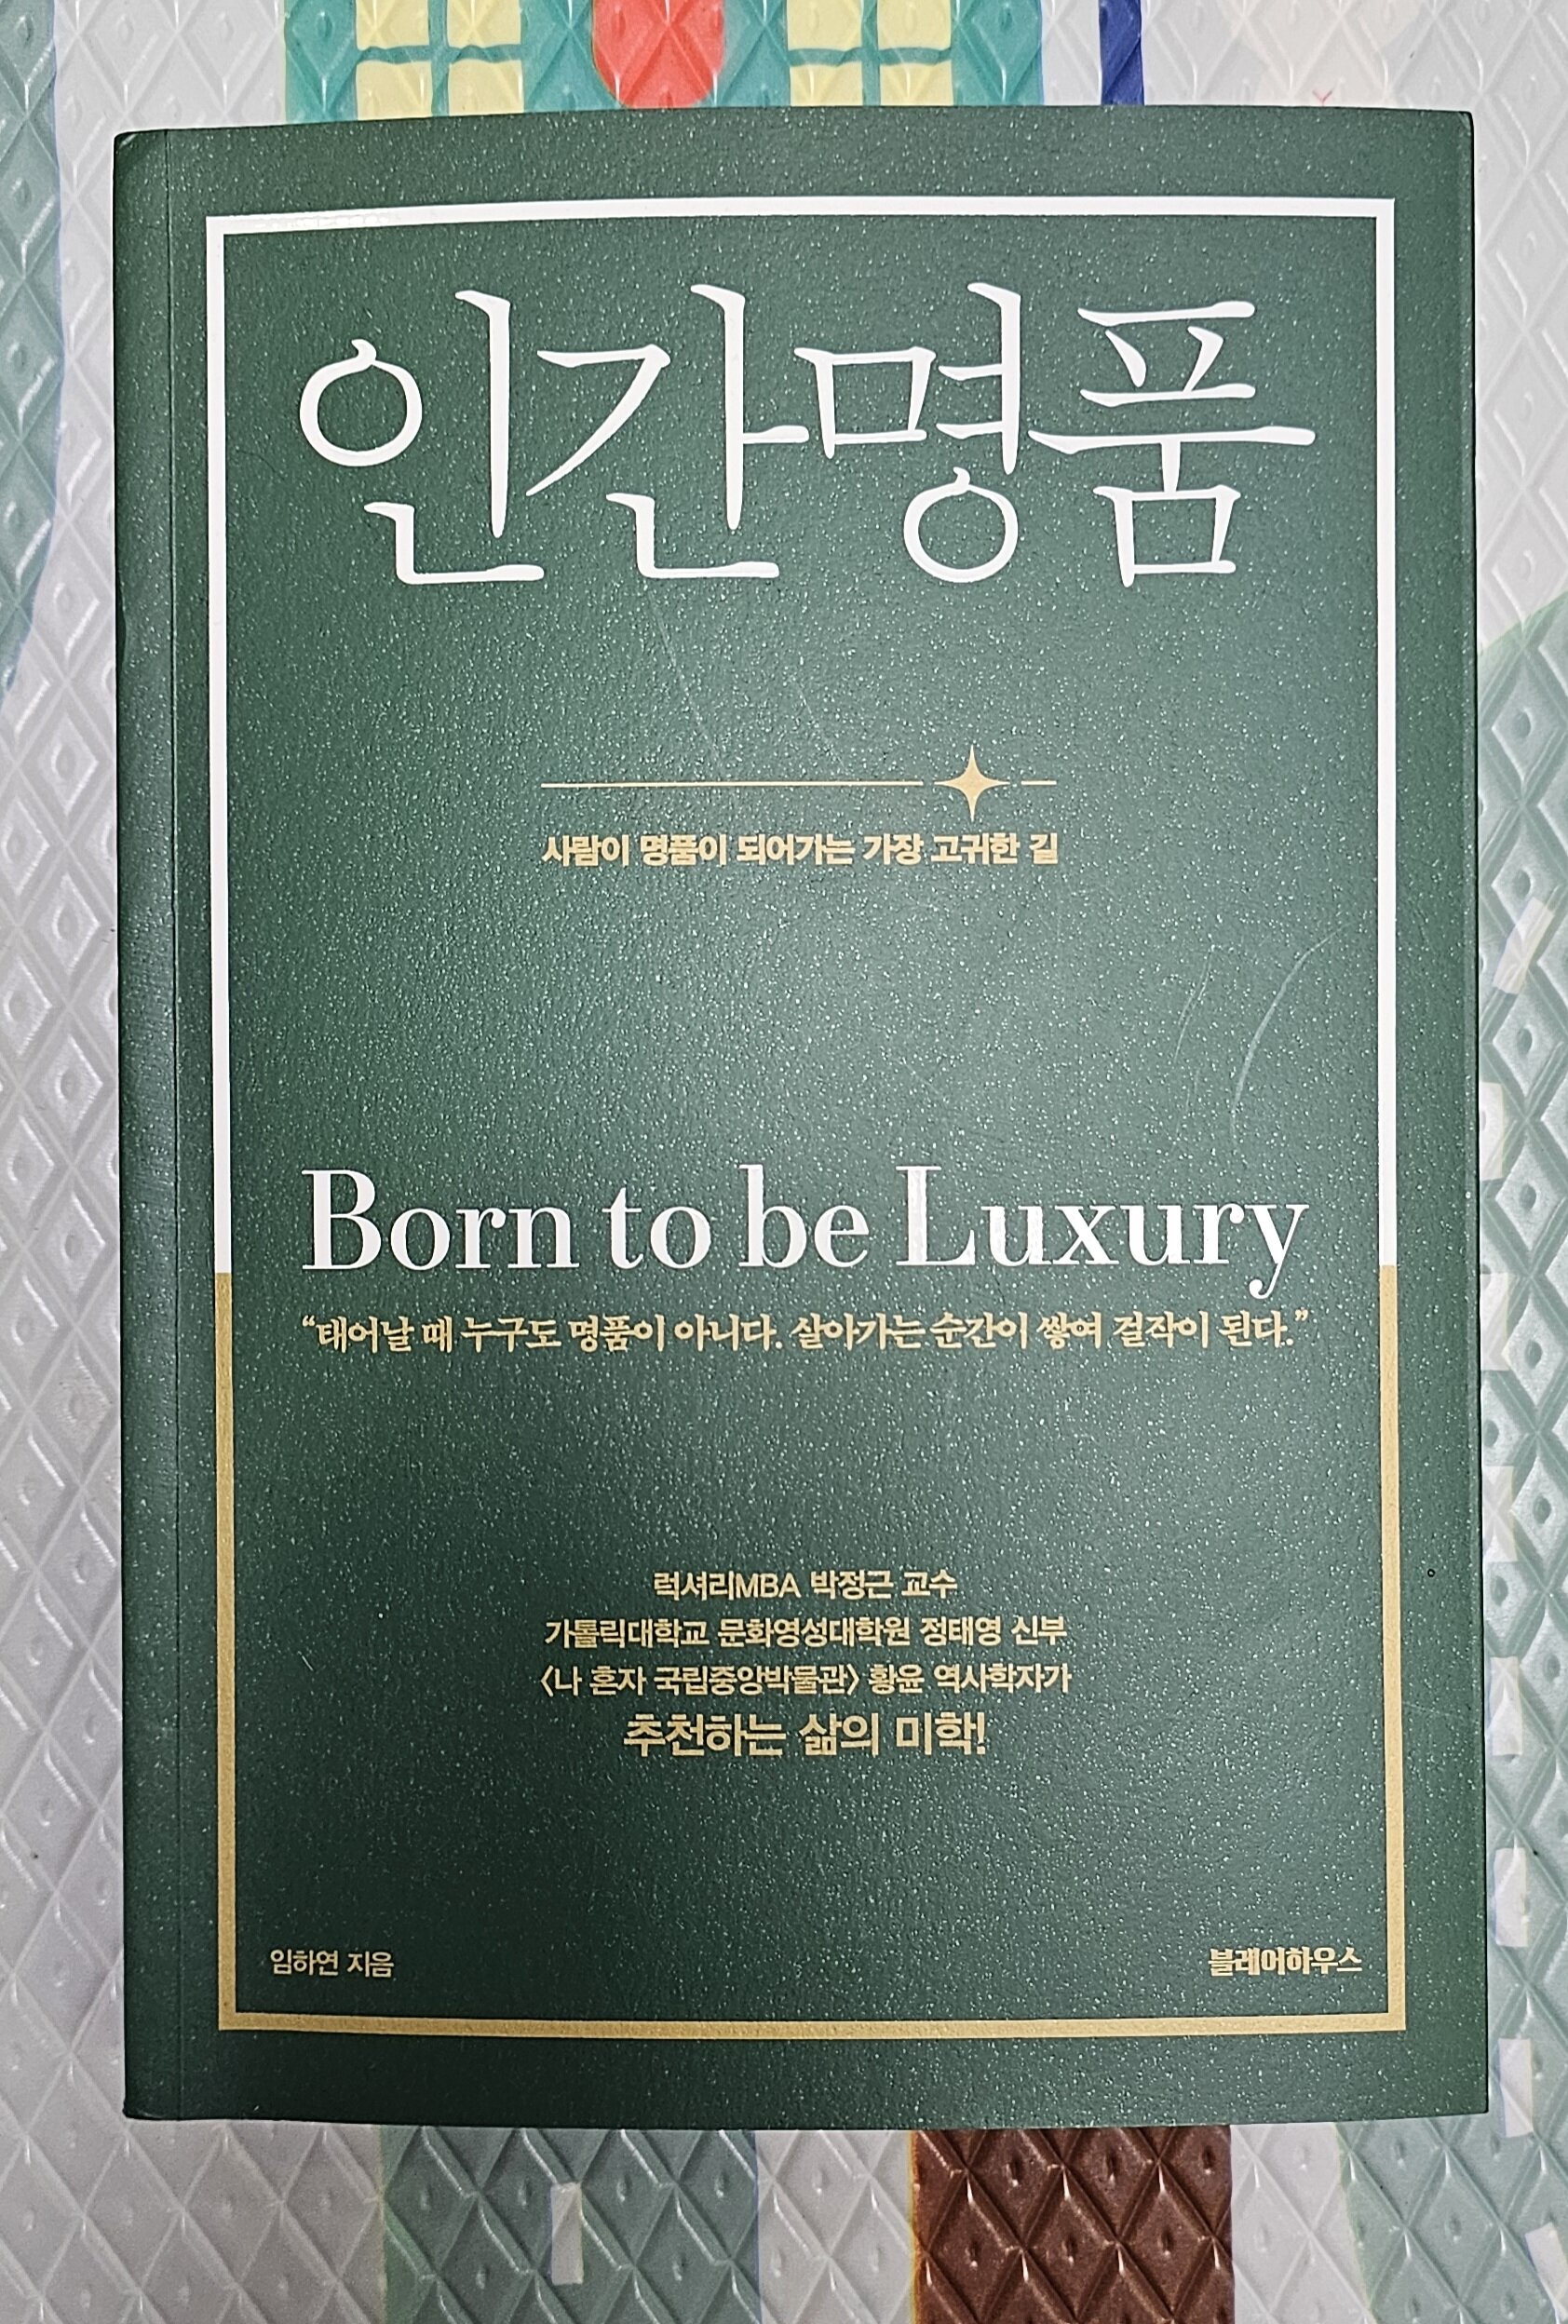 인간명품
사람이 명품이 되어가는 가장 고귀한 길
Born to be Luxury
“태어날 때 누구도 명품이 아니다. 살아가는 순간이 쌓여 걸작이 된다.”
럭셔리MBA 박정근 교수
가톨릭대학교 문화영성대학원 정태영 신부
〈나 혼자 국립중앙박물관〉 황윤 역사학자가
추천하는 삶의 미학!
임하연 지음
블레어하우스